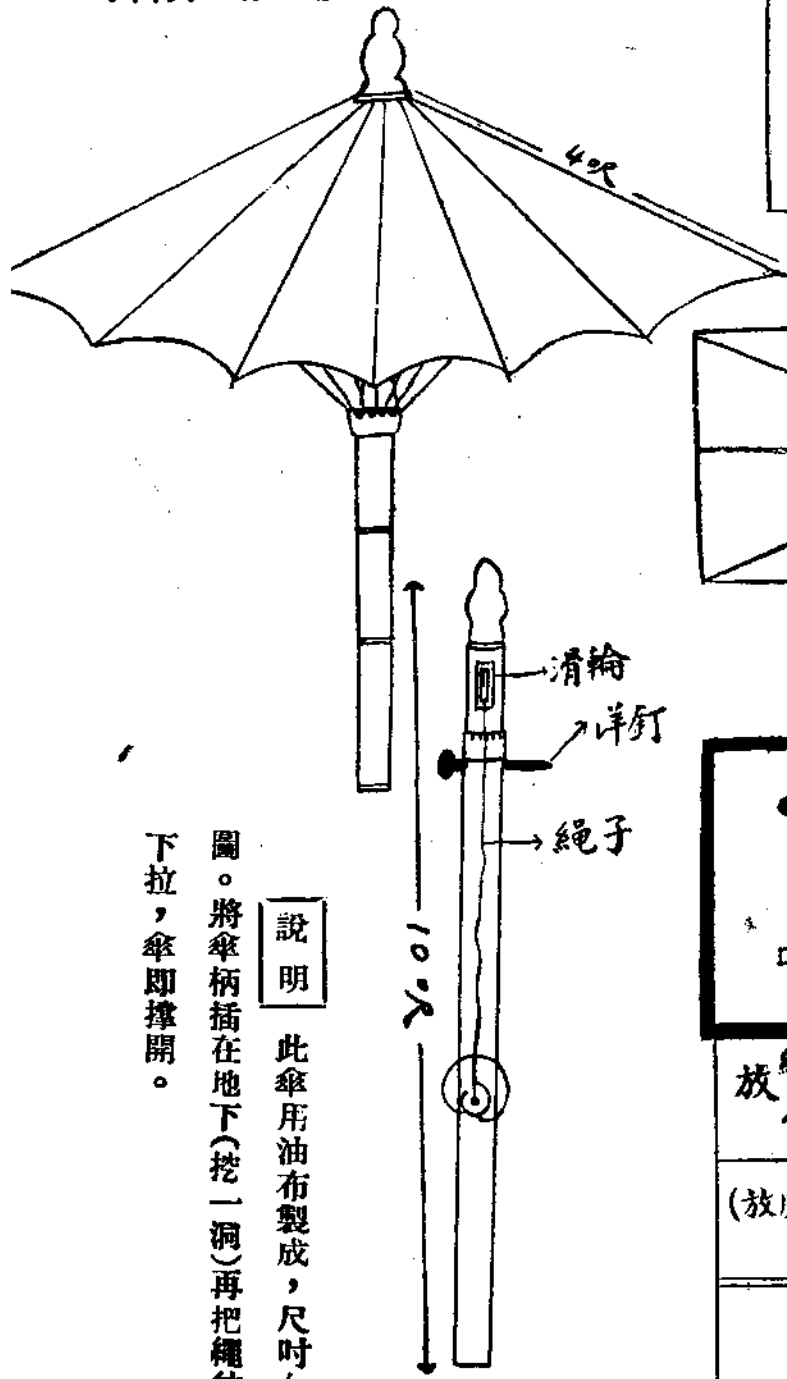 4呎
滑輪
洋釘
繩子
10呎
說明
此傘用油布製成，尺吋
圖。將傘柄插在地下(挖一洞)再把繩
下拉，傘即撐開。
放
(放